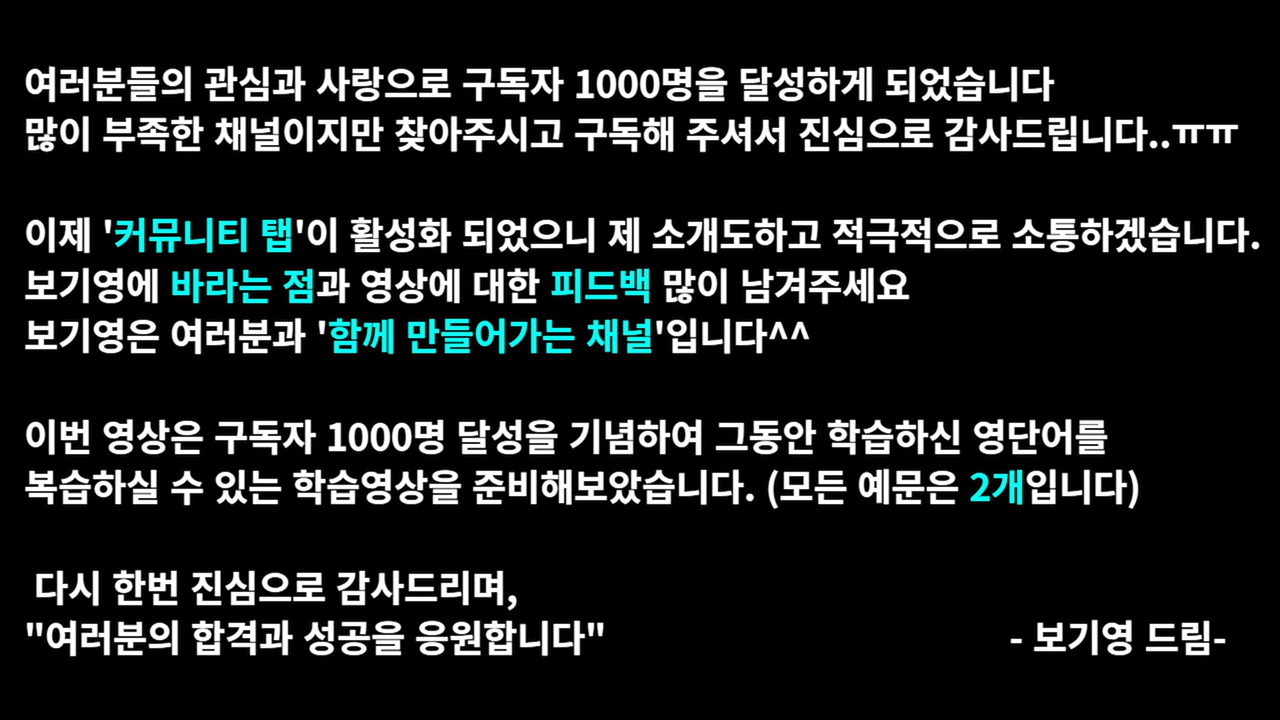 여러분들의 관심과 사랑으로 구독자 1000명을 달성하게 되었습니다
많이 부족한 채널이지만 찾아주시고 구독해 주셔서 진심으로 감사드립니다..ㅠㅠ
이제 '커뮤니티 탭'이 활성화 되었으니 제 소개도하고 적극적으로 소통하겠습니다.
보기영에 바라는 점과 영상에 대한 피드백 많이 남겨주세요
보기영은 여러분과 '함께 만들어가는 채널'입니다^^
이번 영상은 구독자 1000명 달성을 기념하여 그동안 학습하신 영단어를
복습하실 수 있는 학습영상을 준비해보았습니다. (모든 예문은 2개입니다)
다시 한번 진심으로 감사드리며,
"여러분의 합격과 성공을 응원합니다" - 보기영 드림-